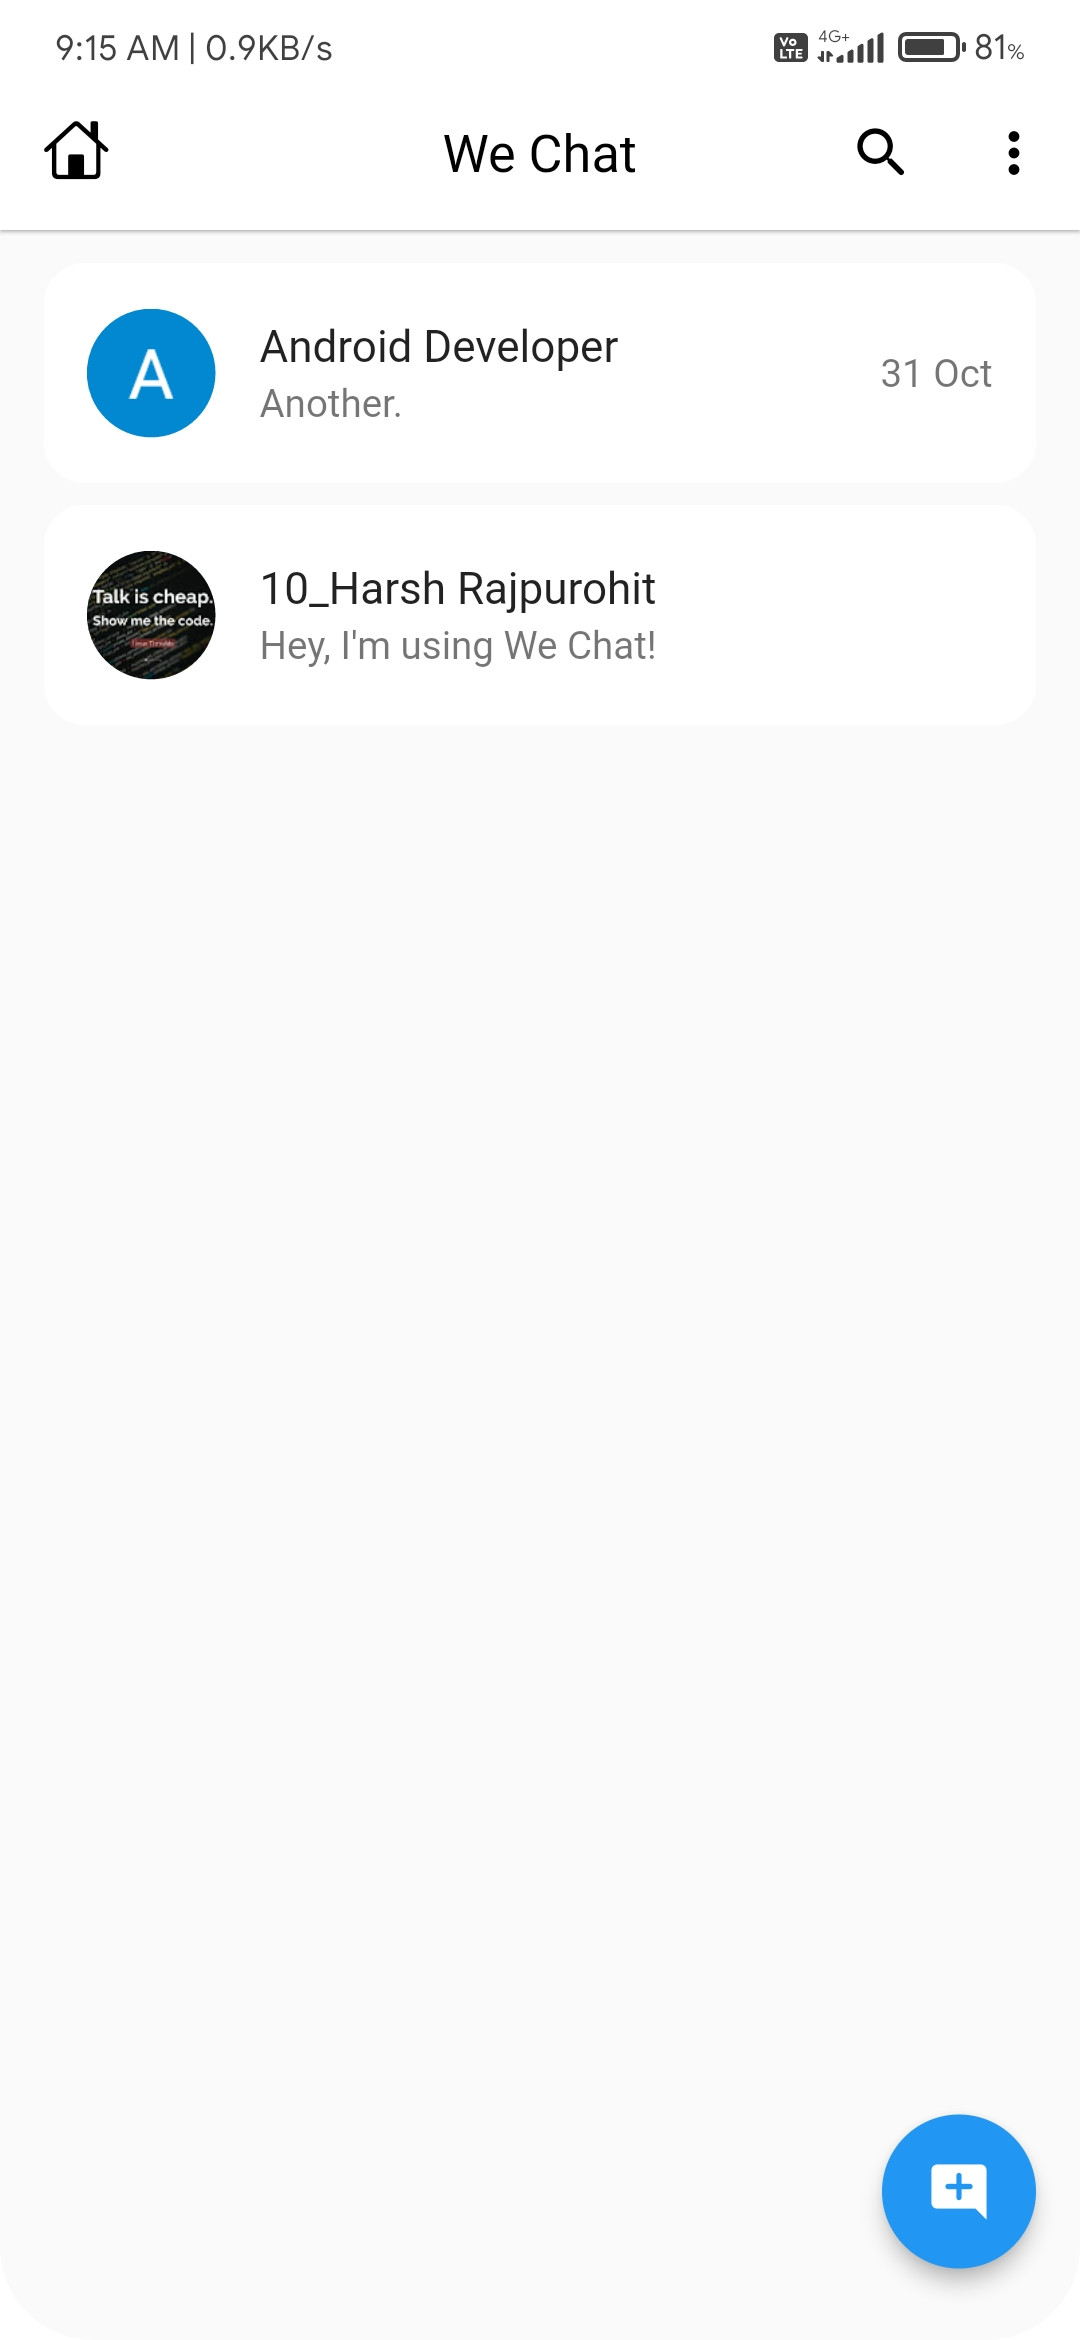 9:15 AM | 0.9KB/s Vo LTE 4G+ 81%
We Chat
A
Android Developer
Another.
31 Oct
Talk is cheap.
Show me the code.
10_Harsh Rajpurohit
Hey, I'm using We Chat!